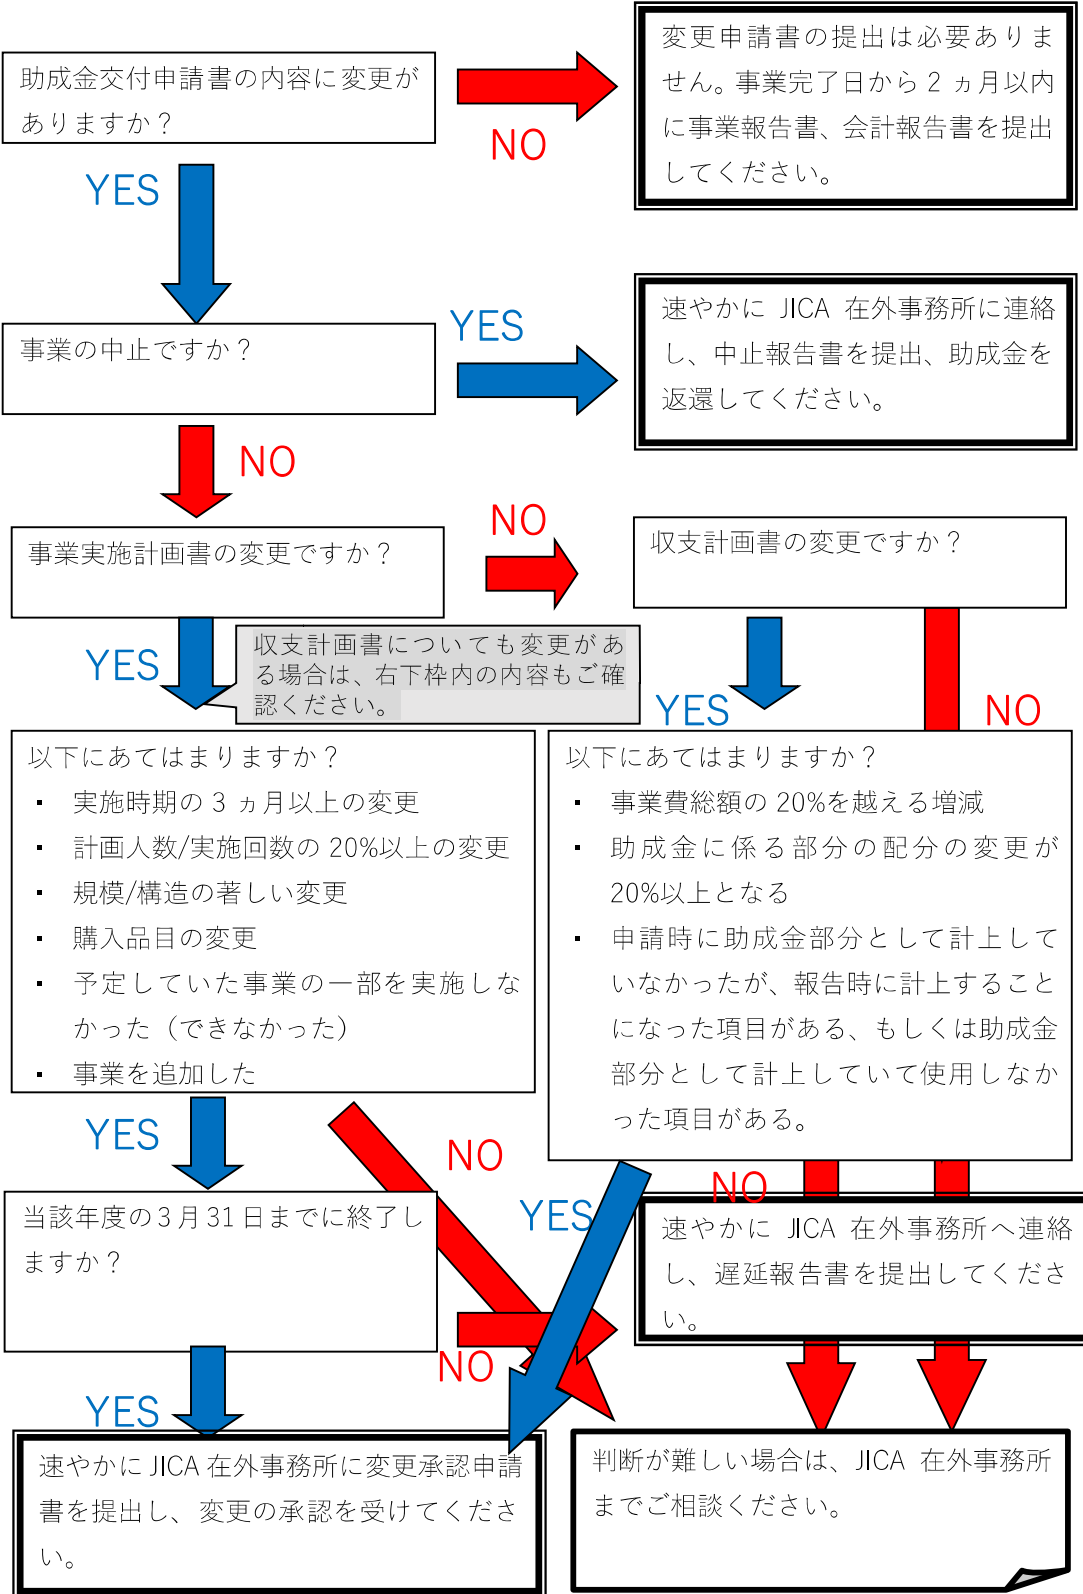 助成金交付申請書の内容に変更が
ありますか？
NO
変更申請書の提出は必要ありま
せん。事業完了日から 2 ヵ月以内
に事業報告書、会計報告書を提出
してください。
YES
事業の中止ですか？
YES
速やかに JICA 在外事務所に連絡
し、中止報告書を提出、助成金を
返還してください。
NO
事業実施計画書の変更ですか？
NO
収支計画書の変更ですか？
YES
収支計画書についても変更があ
る場合は、右下枠内の内容もご確
認ください。
YES
NO
以下にあてはまりますか？
▪ 実施時期の 3 ヵ月以上の変更
▪ 計画人数/実施回数の 20%以上の変更
▪ 規模/構造の著しい変更
▪ 購入品目の変更
▪ 予定していた事業の一部を実施しな
かった（できなかった）
▪ 事業を追加した
以下にあてはまりますか？
▪ 事業費総額の 20%を越える増減
▪ 助成金に係る部分の配分の変更が
20%以上となる
▪ 申請時に助成金部分として計上して
いなかったが、報告時に計上すること
になった項目がある、もしくは助成金
部分として計上していて使用しなか
った項目がある。
YES
NO
YES
NO
当該年度の3月31日までに終了し
ますか？
速やかに JICA 在外事務所へ連絡
し、遅延報告書を提出してくださ
い。
NO
YES
速やかに JICA 在外事務所に変更承認申請
書を提出し、変更の承認を受けてくださ
い。
判断が難しい場合は、JICA 在外事務所
までご相談ください。